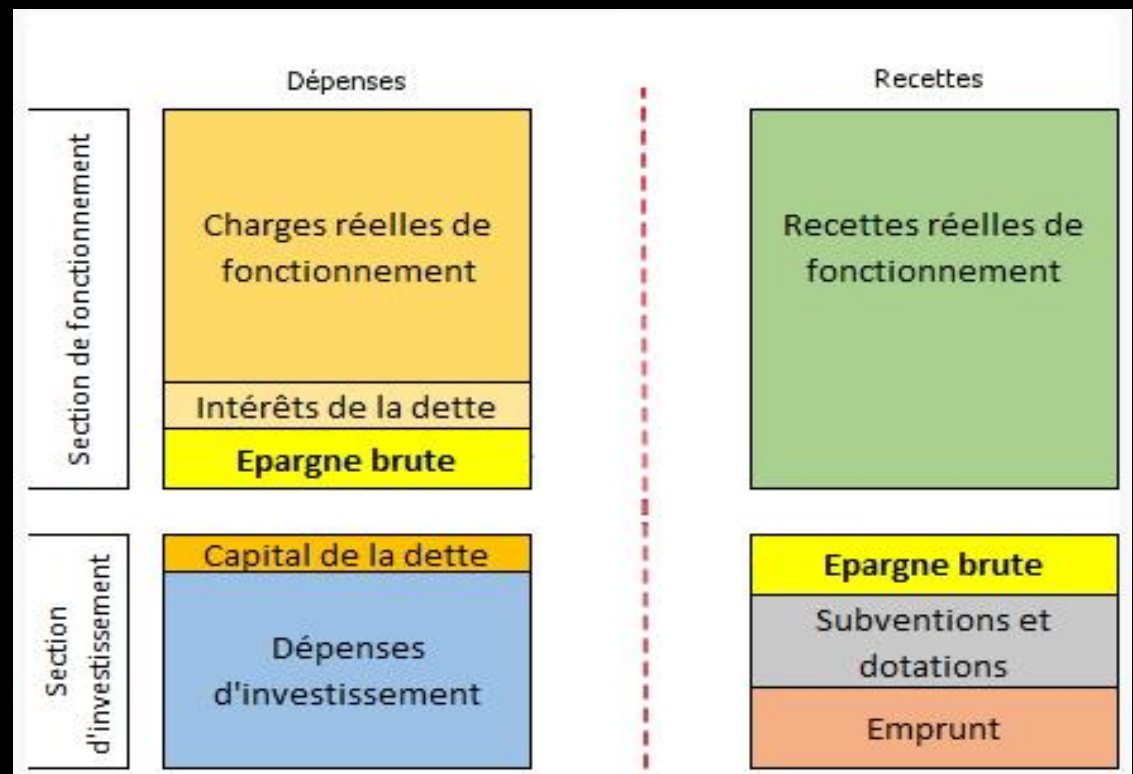 Dépenses
Recettes
Section de fonctionnement
Charges réelles de
fonctionnement
Intérêts de la dette
Epargne brute
Recettes réelles de
fonctionnement
Section
d'investissement
Capital de la dette
Dépenses
d'investissement
Epargne brute
Subventions et
dotations
Emprunt